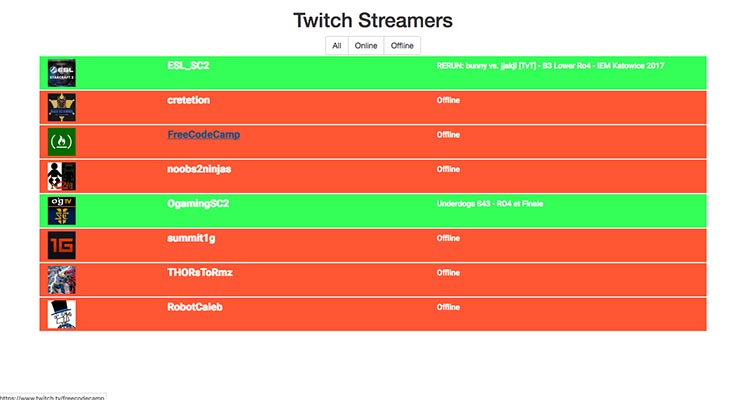 Twitch Streamers
All Online Offline
ESL_SC2 RERUN: bunny vs. jjakji [TvT] - B3 Lower Ro4 - IEM Katowice 2017
cretetion Offline
FreeCodeCamp Offline
noobs2ninjas Offline
OgamingSC2 Underdogs S43 - RO4 et Finale
summit1g Offline
THORsToRmz Offline
RobotCaleb Offline
https://www.twitch.tv/freecodecamp